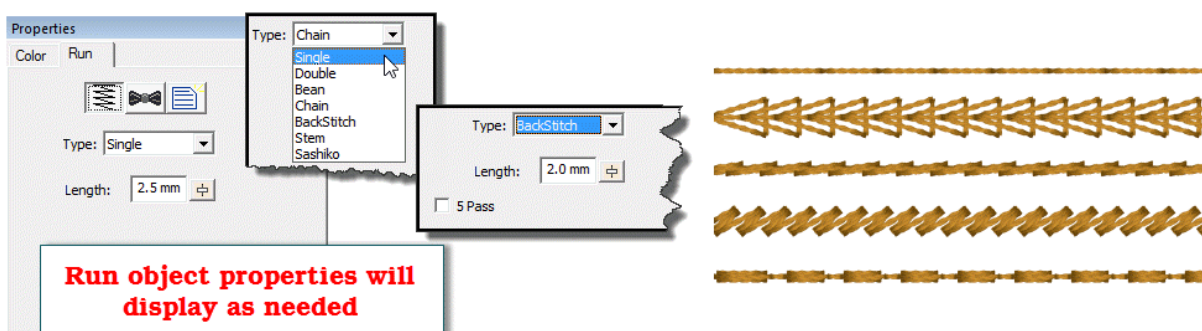 Properties
Color Run
Type: Single
Length: 2.5 mm
Type: Chain
Single
Double
Bean
Chain
BackStitch
Stem
Sashiko
Type: BackStitch
Length: 2.0 mm
5 Pass
Run object properties will
display as needed